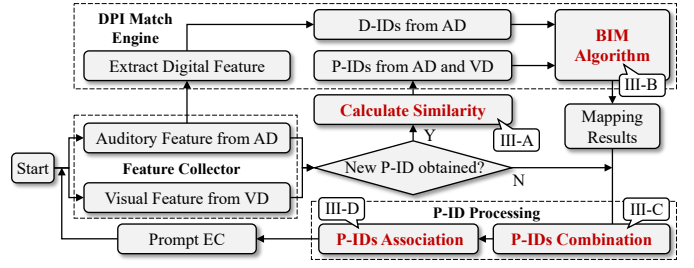 DPI Match
Engine
D-IDs from AD
BIM
Algorithm
Extract Digital Feature
P-IDs from AD and VD
III-B
Calculate Similarity
III-A
Mapping
Results
Auditory Feature from AD
Y
Start
Feature Collector
New P-ID obtained?
N
Visual Feature from VD
III-D
P-ID Processing
III-C
Prompt EC
P-IDs Association
P-IDs Combination